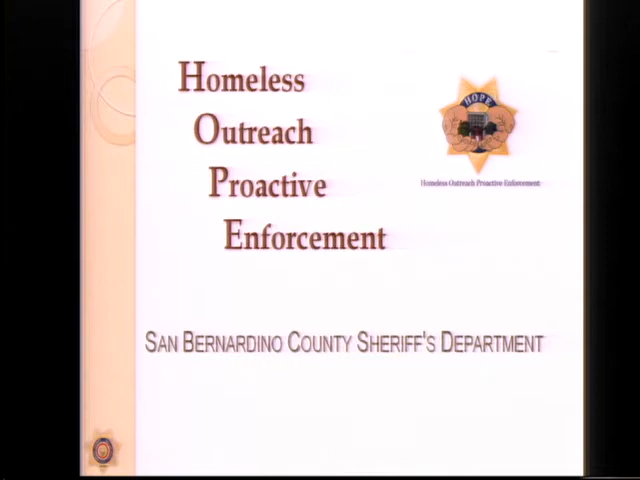 Homeless
Outreach
Proactive
Enforcement
HOPE
Homeless Outreach Proactive Enforcement
SAN BERNARDINO COUNTY SHERIFF'S DEPARTMENT